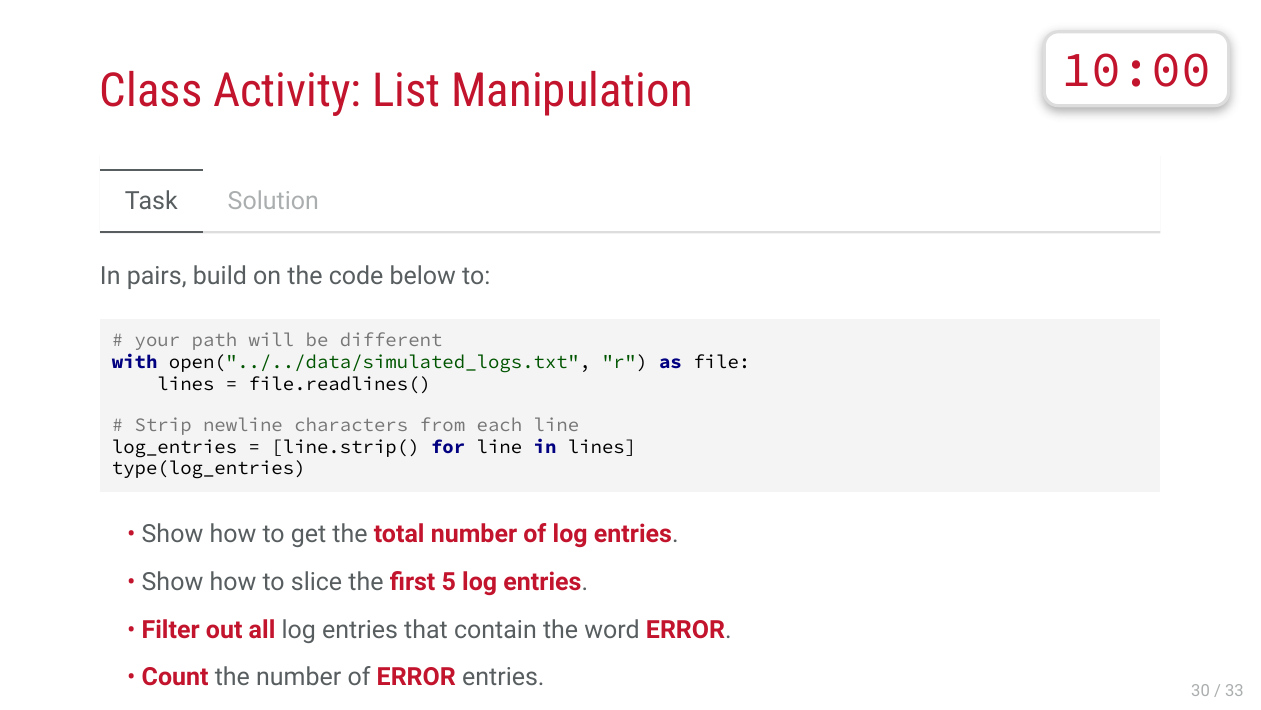 Class Activity: List Manipulation
10:00
Task
Solution
In pairs, build on the code below to:
# your path will be different
with open("../../data/simulated_logs.txt", "r") as file:
    lines = file.readlines()
# Strip newline characters from each line
log_entries = [line.strip() for line in lines]
type(log_entries)
• Show how to get the total number of log entries.
• Show how to slice the first 5 log entries.
• Filter out all log entries that contain the word ERROR.
• Count the number of ERROR entries.
30 / 33